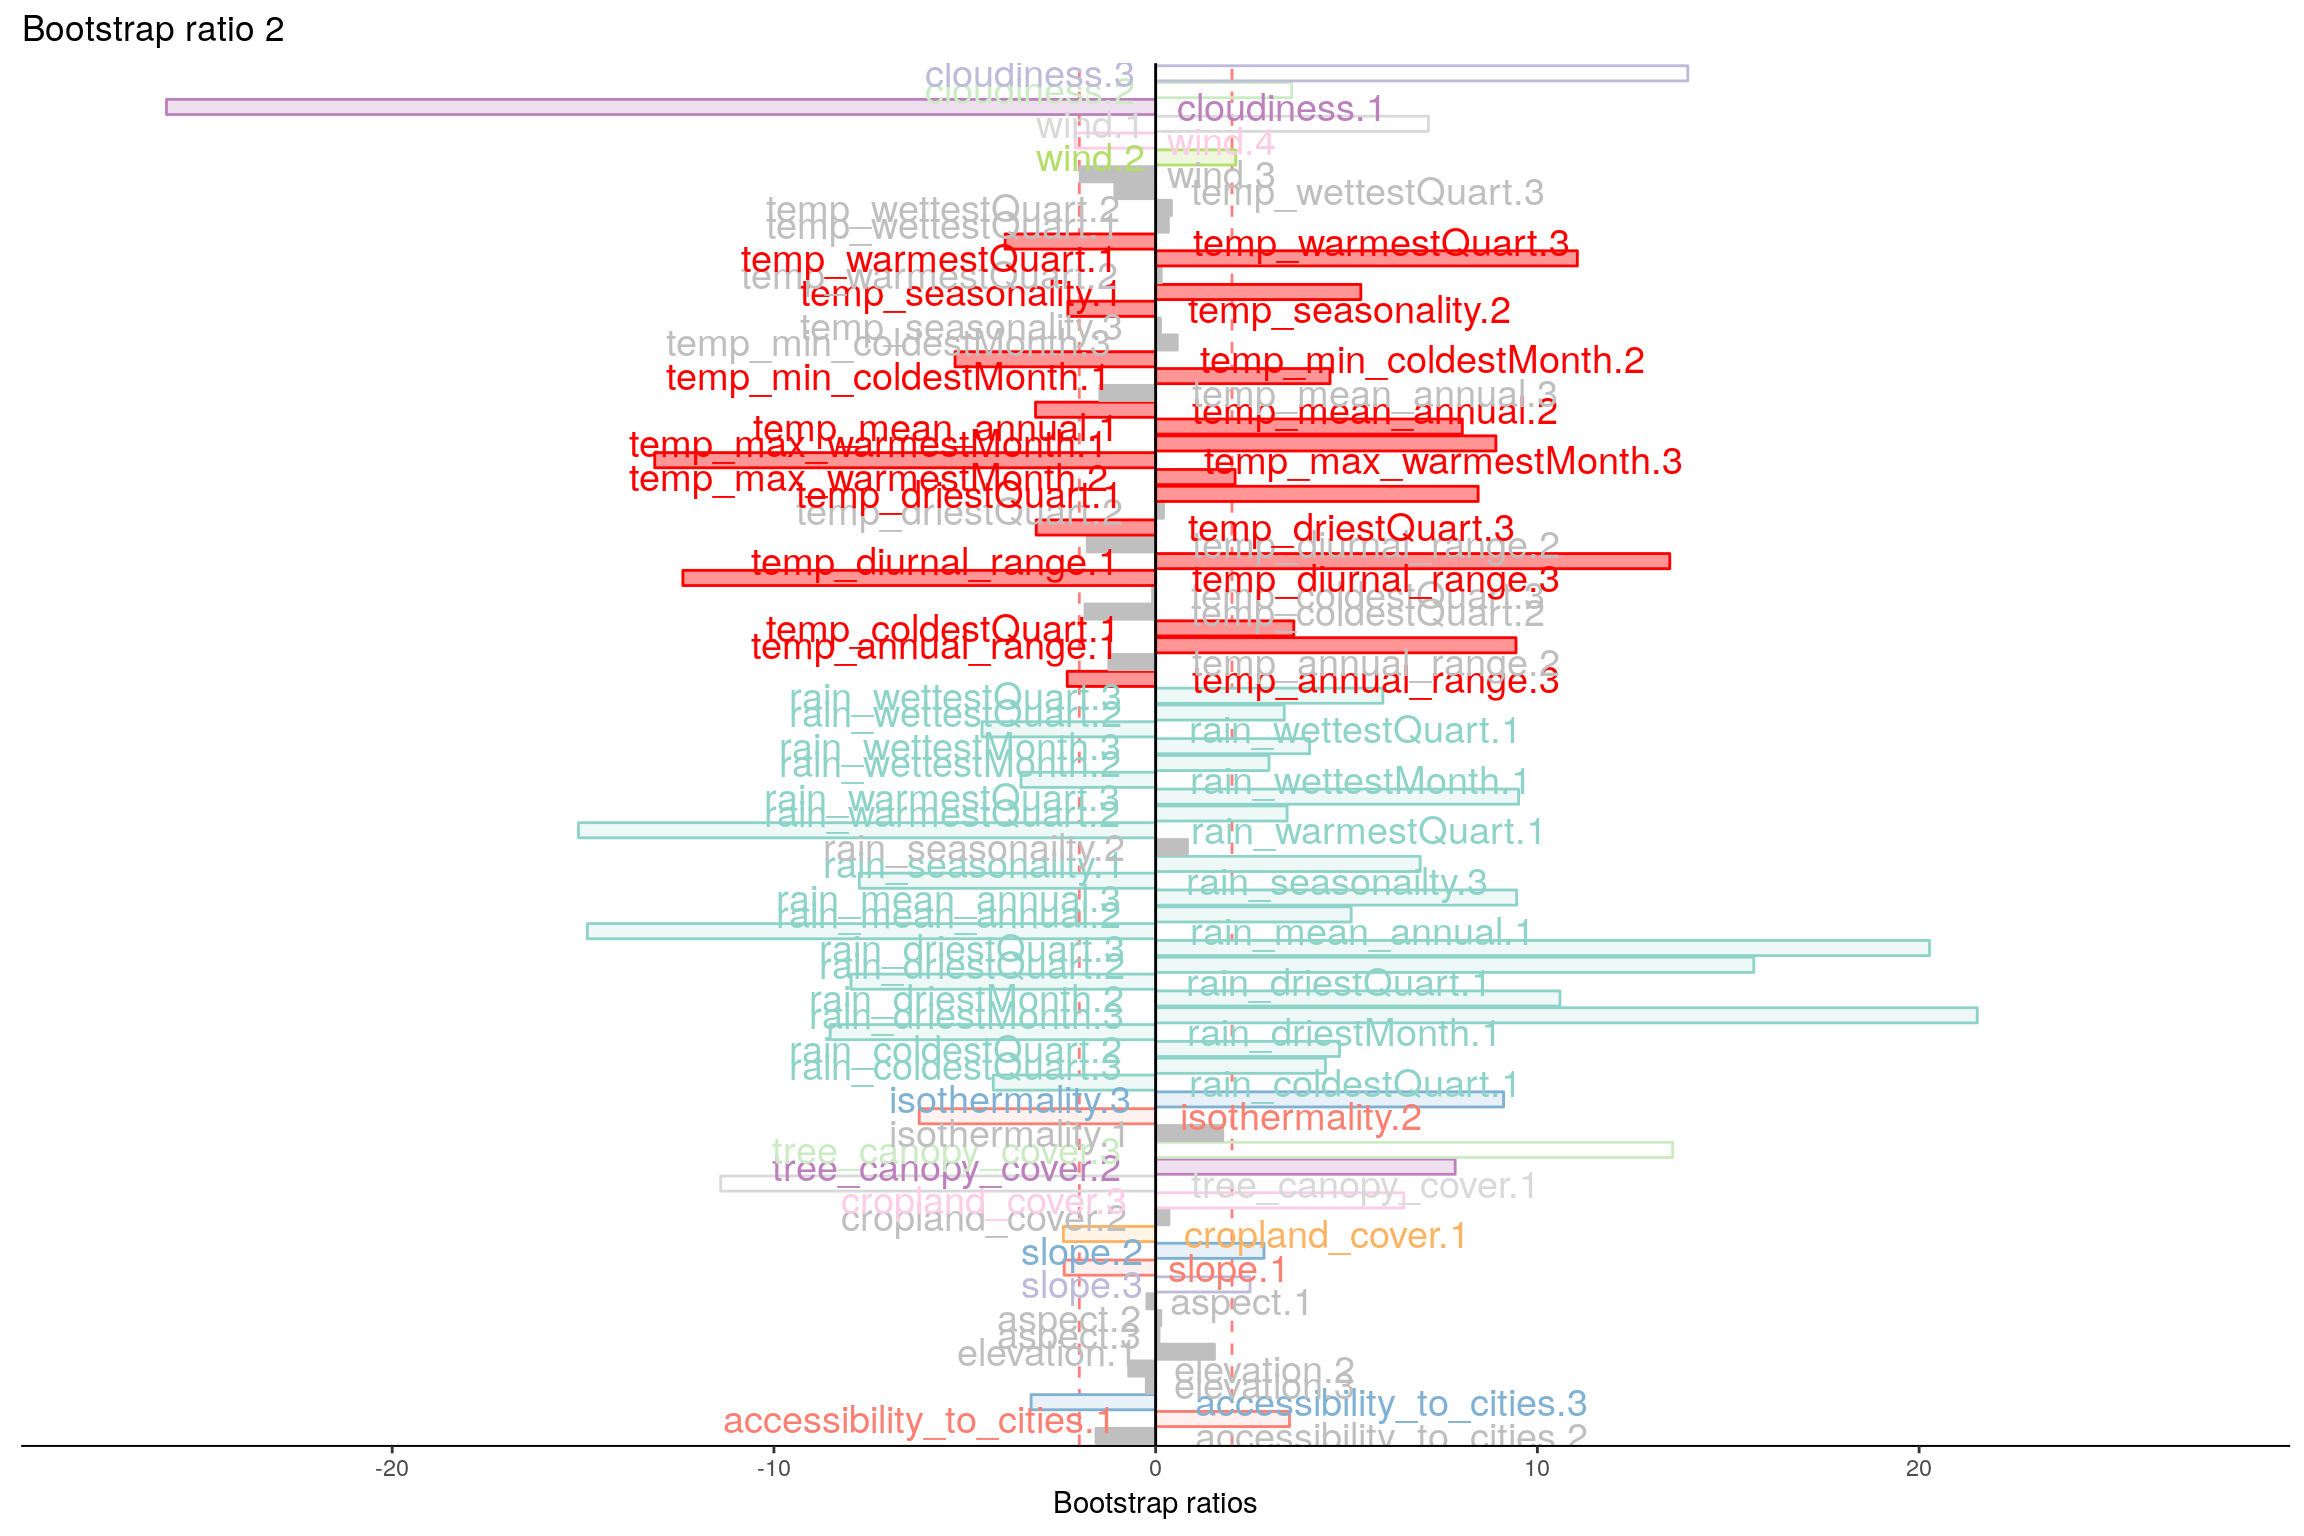 Bootstrap ratio 2
cloudiness.3
cloudiness.2
cloudiness.1
wind.1
wind.4
wind.2
wind.3
temp_wettestQuart.3
temp_wettestQuart.2
temp_wettestQuart.1
temp_warmestQuart.3
temp_warmestQuart.1
temp_warmestQuart.2
temp_seasonality.1
temp_seasonality.2
temp_seasonality.3
temp_min_coldestMonth.3
temp_min_coldestMonth.2
temp_min_coldestMonth.1
temp_mean_annual.3
temp_mean_annual.2
temp_mean_annual.1
temp_max_warmestMonth.1
temp_max_warmestMonth.3
temp_max_warmestMonth.2
temp_driestQuart.1
temp_driestQuart.2
temp_driestQuart.3
temp_diurnal_range.2
temp_diurnal_range.1
temp_diurnal_range.3
temp_coldestQuart.3
temp_coldestQuart.2
temp_coldestQuart.1
temp_annual_range.1
temp_annual_range.2
temp_annual_range.3
rain_wettestQuart.3
rain_wettestQuart.2
rain_wettestQuart.1
rain_wettestMonth.3
rain_wettestMonth.2
rain_wettestMonth.1
rain_warmestQuart.3
rain_warmestQuart.2
rain_warmestQuart.1
rain_seasonailty.2
rain_seasonailty.1
rain_seasonailty.3
rain_mean_annual.3
rain_mean_annual.2
rain_mean_annual.1
rain_driestQuart.3
rain_driestQuart.2
rain_driestQuart.1
rain_driestMonth.2
rain_driestMonth.3
rain_driestMonth.1
rain_coldestQuart.2
rain_coldestQuart.3
rain_coldestQuart.1
isothermality.3
isothermality.2
isothermality.1
tree_canopy_cover.3
tree_canopy_cover.2
tree_canopy_cover.1
cropland_cover.3
cropland_cover.2
cropland_cover.1
slope.2
slope.1
slope.3
aspect.1
aspect.2
aspect.3
elevation.1
elevation.2
elevation.3
accessibility_to_cities.3
accessibility_to_cities.1
accessibility_to_cities.2
-20 -10 0 10 20
Bootstrap ratios